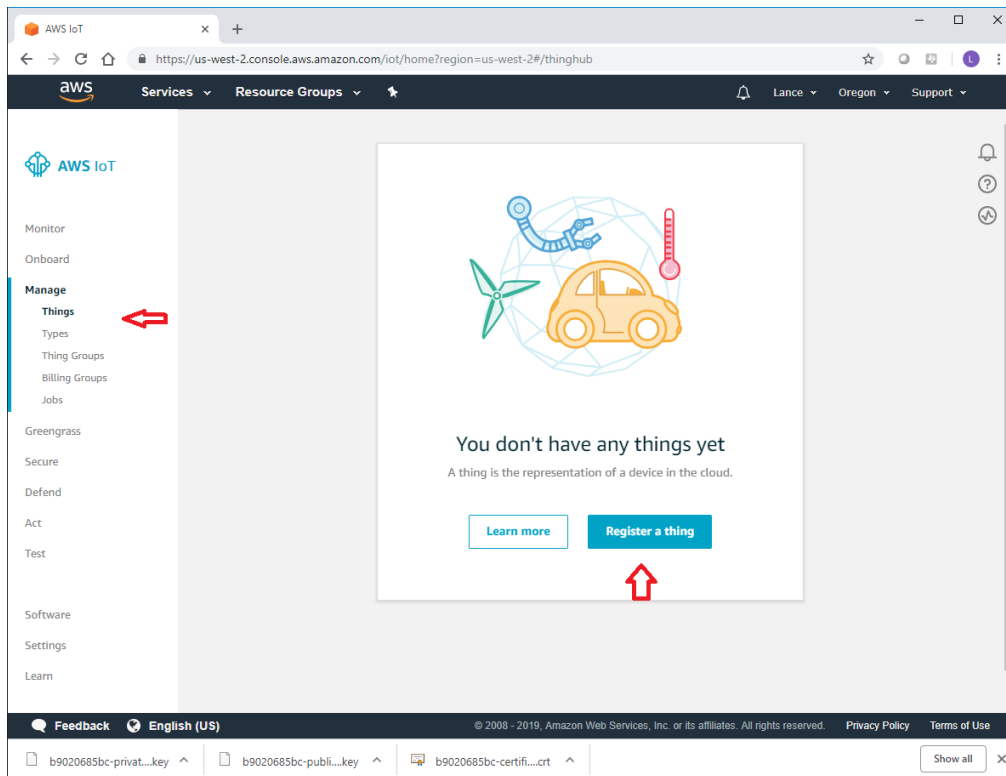 AWS IoT
https://us-west-2.console.aws.amazon.com/iot/home?region=us-west-2#/thinghub
L
aws Services Resource Groups Lance Oregon Support
AWS IoT
Monitor
Onboard
Manage
Things
Types
Thing Groups
Billing Groups
Jobs
Greengrass
Secure
Defend
Act
Test
Software
Settings
Learn
You don't have any things yet
A thing is the representation of a device in the cloud.
Learn more Register a thing
Feedback English (US) © 2008 - 2019, Amazon Web Services, Inc. or its affiliates. All rights reserved. Privacy Policy Terms of Use
b9020685bc-privat....key b9020685bc-publi....key b9020685bc-certifi....crt Show all